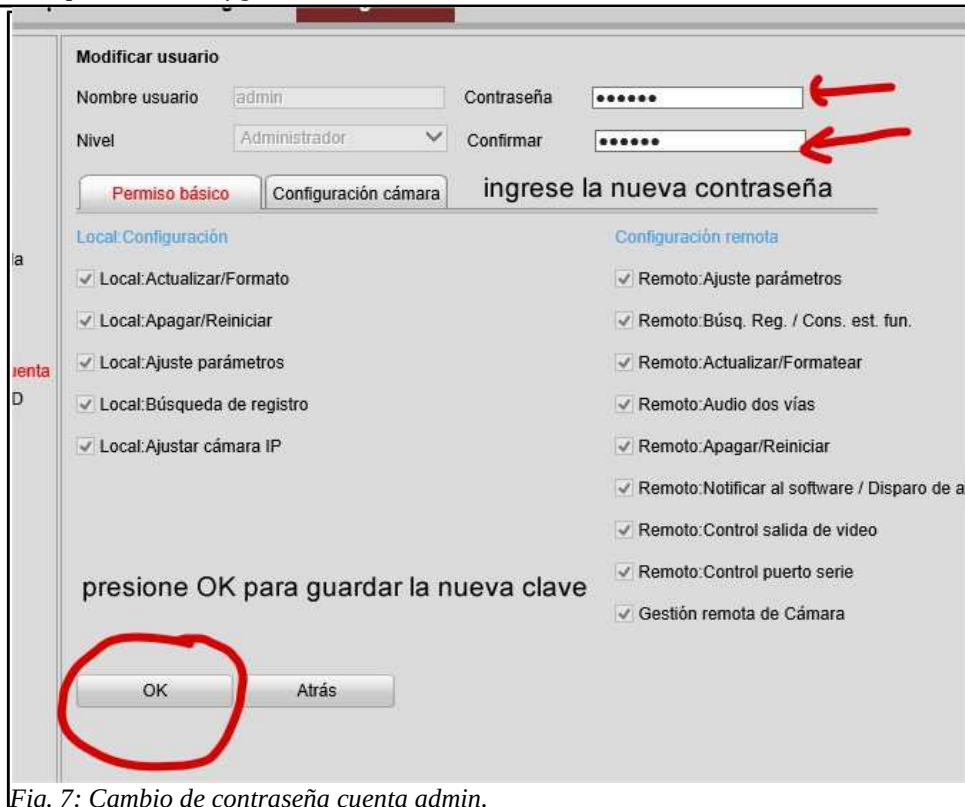 Modificar usuario
Nombre usuario admin Contraseña ••••••
Nivel Administrador Confirmar ••••••
Permiso básico Configuración cámara ingrese la nueva contraseña
Local:Configuración Configuración remota
la
Local:Actualizar/Formato Remoto:Ajuste parámetros
Local:Apagar/Reiniciar Remoto:Búsq. Reg. / Cons. est. fun.
uenta Local:Ajuste parámetros Remoto:Actualizar/Formatear
D Local:Búsqueda de registro Remoto:Audio dos vías
Local:Ajustar cámara IP Remoto:Apagar/Reiniciar
Remoto:Notificar al software / Disparo de a
Remoto:Control salida de video
presione OK para guardar la nueva clave Remoto:Control puerto serie
Gestión remota de Cámara
OK Atrás
Fig. 7: Cambio de contraseña cuenta admin.